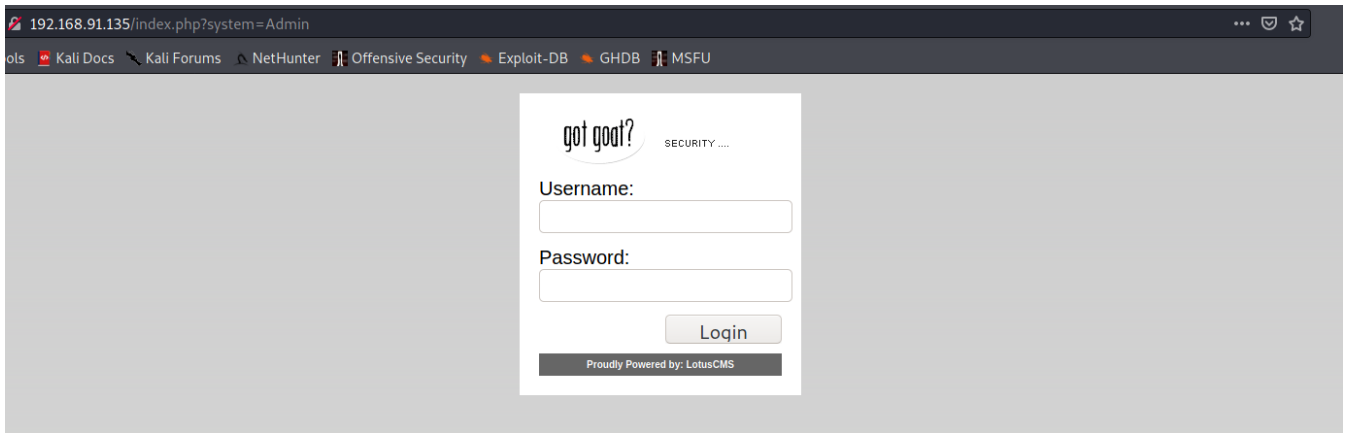 192.168.91.135/index.php?system=Admin
ols Kali Docs Kali Forums NetHunter Offensive Security Exploit-DB GHDB MSFU
got goat? SECURITY ....
Username:
Password:
Login
Proudly Powered by: LotusCMS